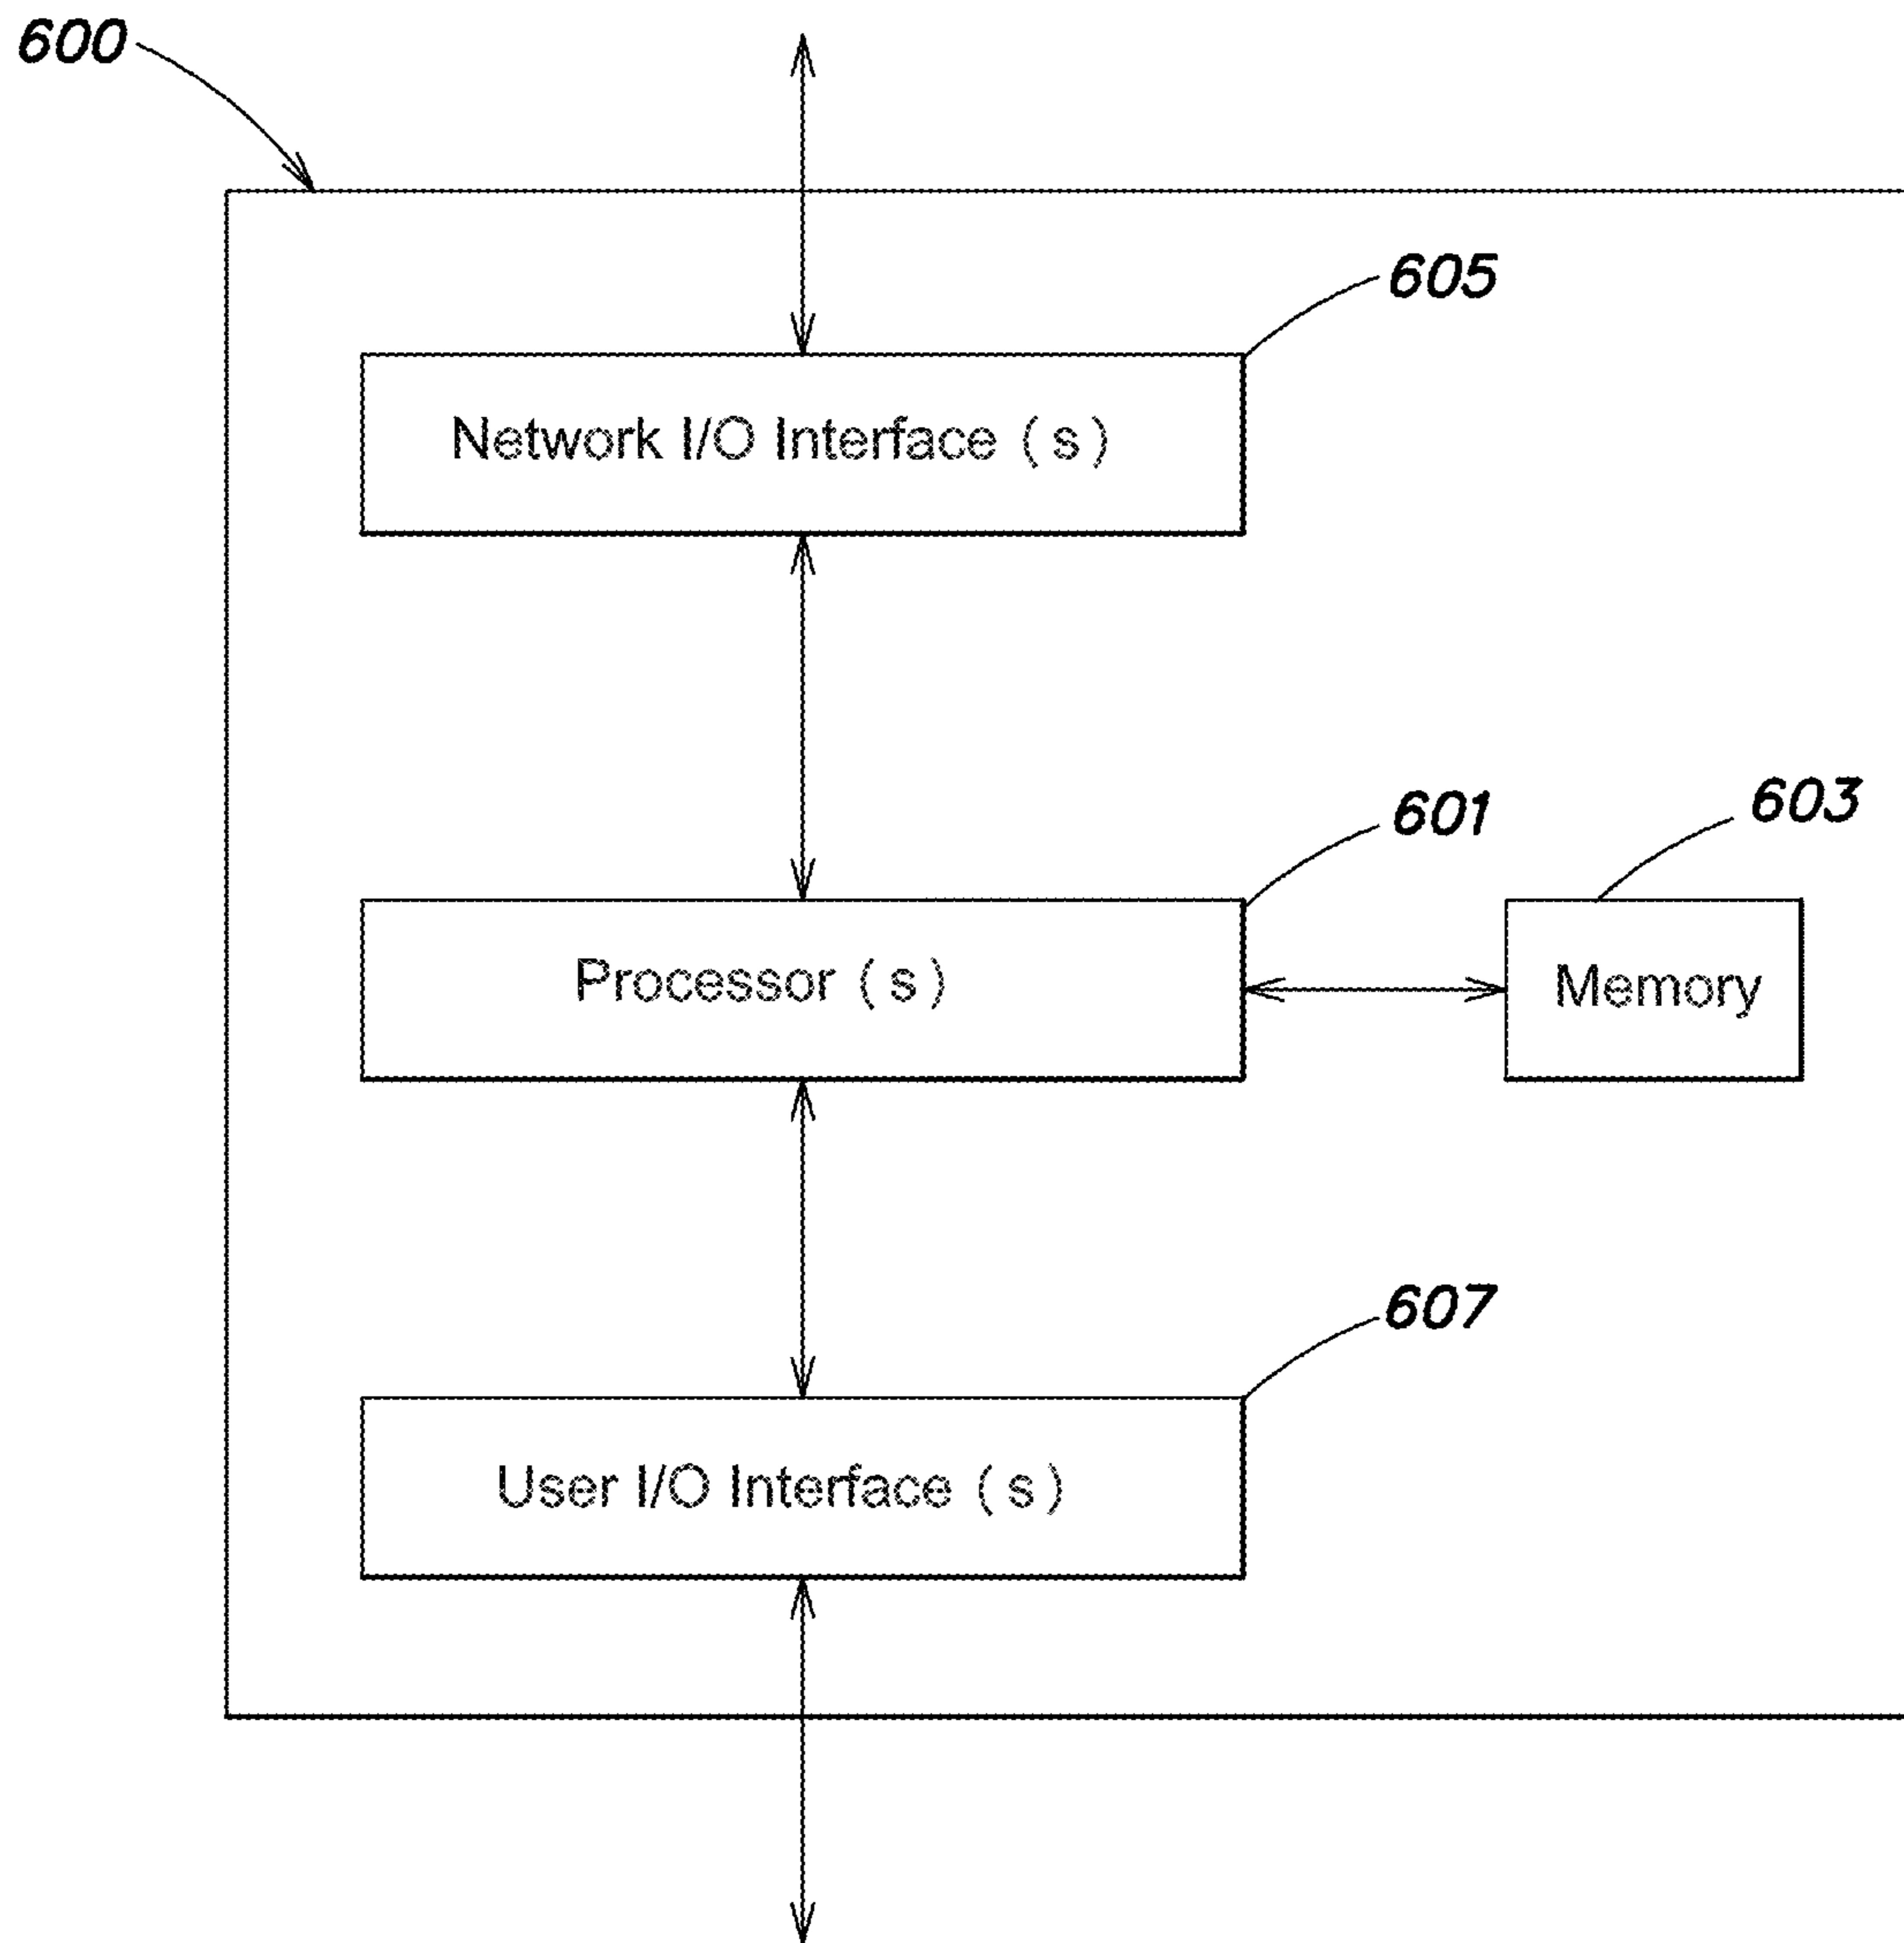 600
605
Network I/O Interface (s)
601
603
Processor (s)
Memory
607
User I/O Interface (s)